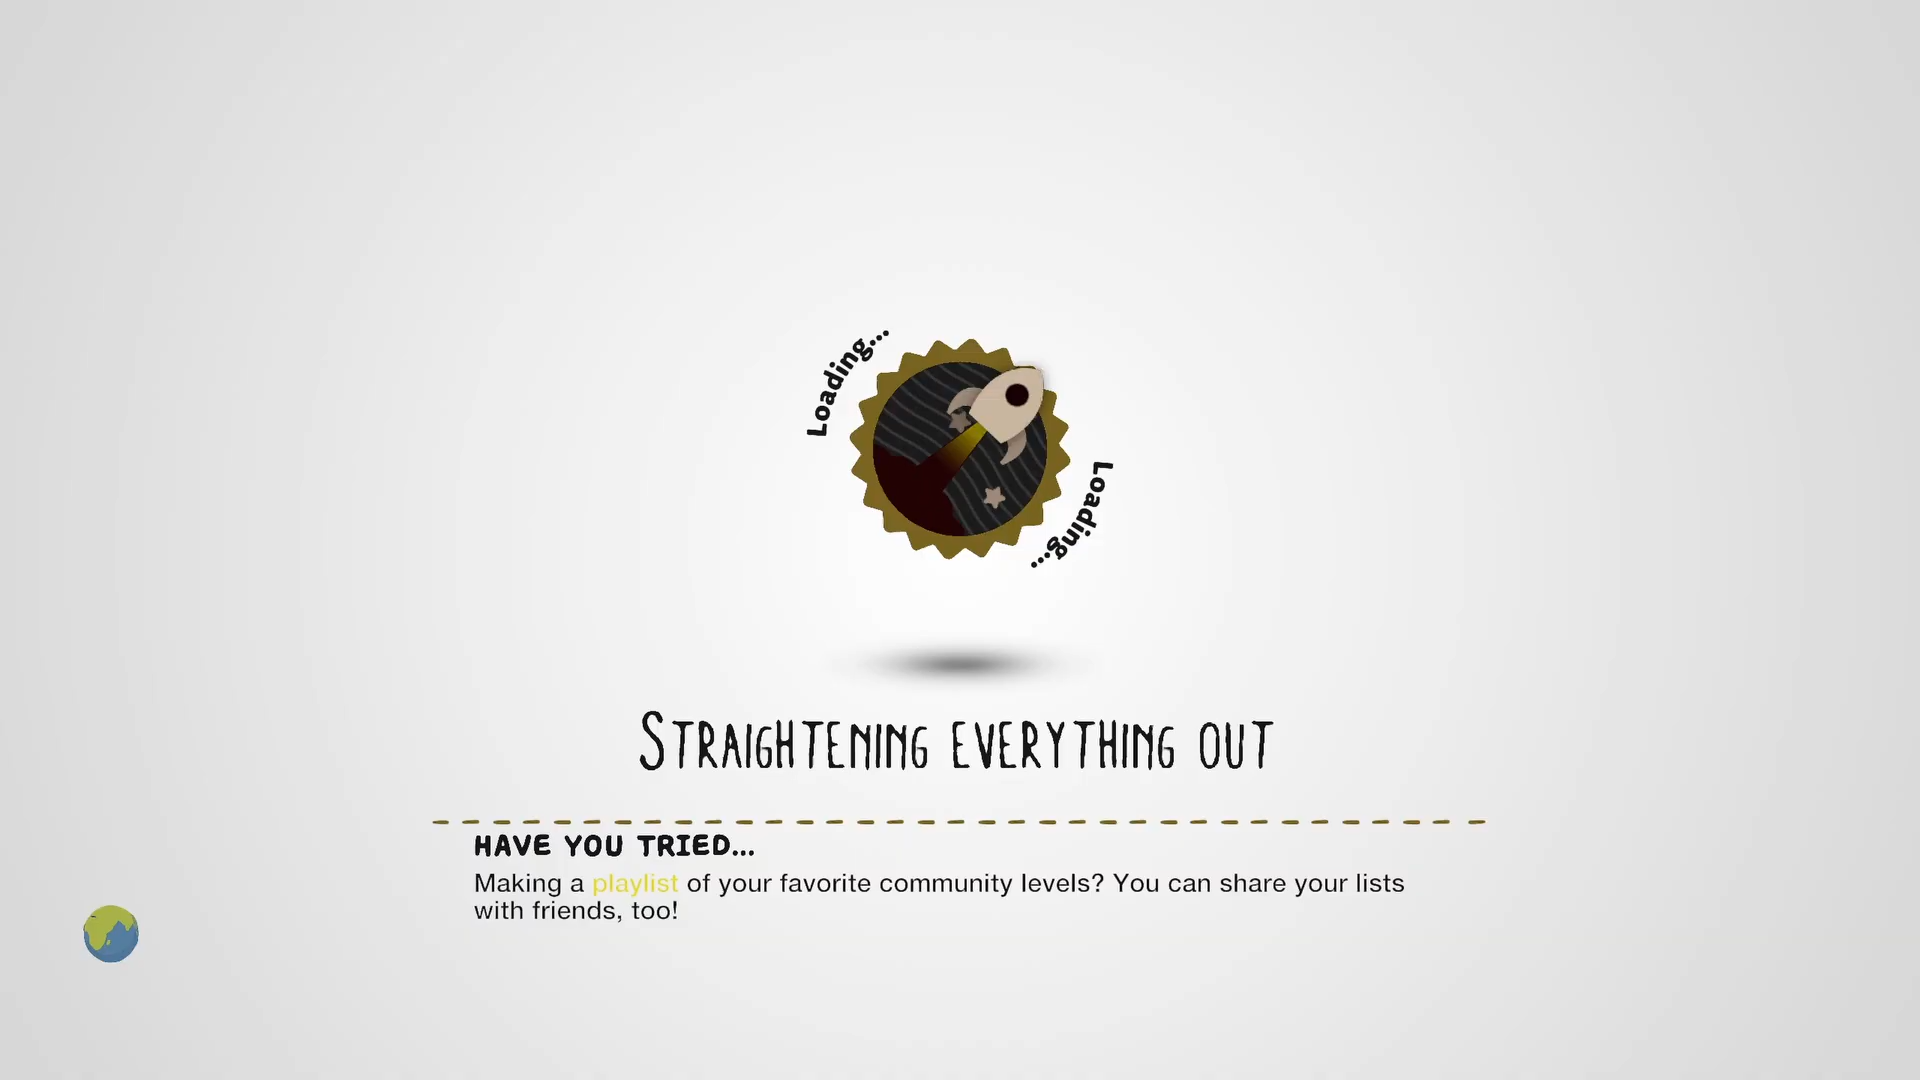 Loading...
Loading...
Straightening everything out
HAVE YOU TRIED...
Making a playlist of your favorite community levels? You can share your lists
with friends, too!